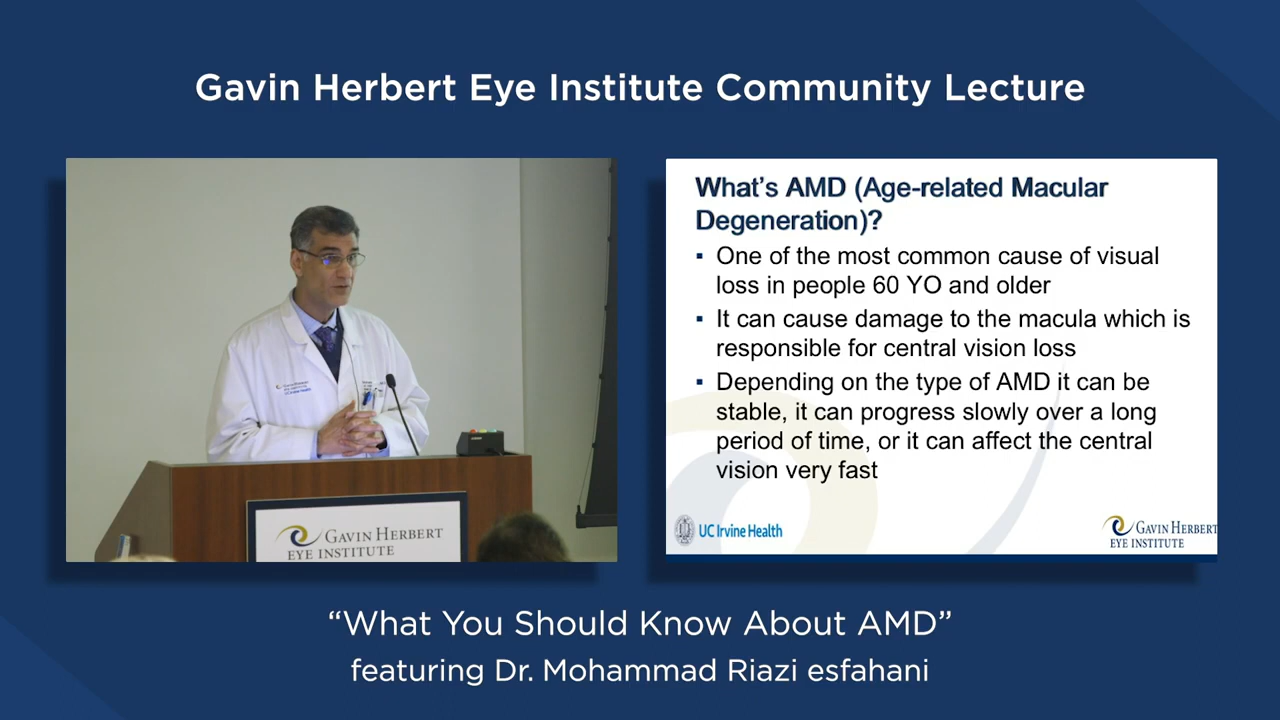 Gavin Herbert Eye Institute Community Lecture
GAVIN HERBERT
EYE INSTITUTE
What's AMD (Age-related Macular
Degeneration)?
▪ One of the most common cause of visual
loss in people 60 YO and older
▪ It can cause damage to the macula which is
responsible for central vision loss
▪ Depending on the type of AMD it can be
stable, it can progress slowly over a long
period of time, or it can affect the central
vision very fast
UC Irvine Health
GAVIN HERBERT
EYE INSTITUTE
“What You Should Know About AMD”
featuring Dr. Mohammad Riazi esfahani